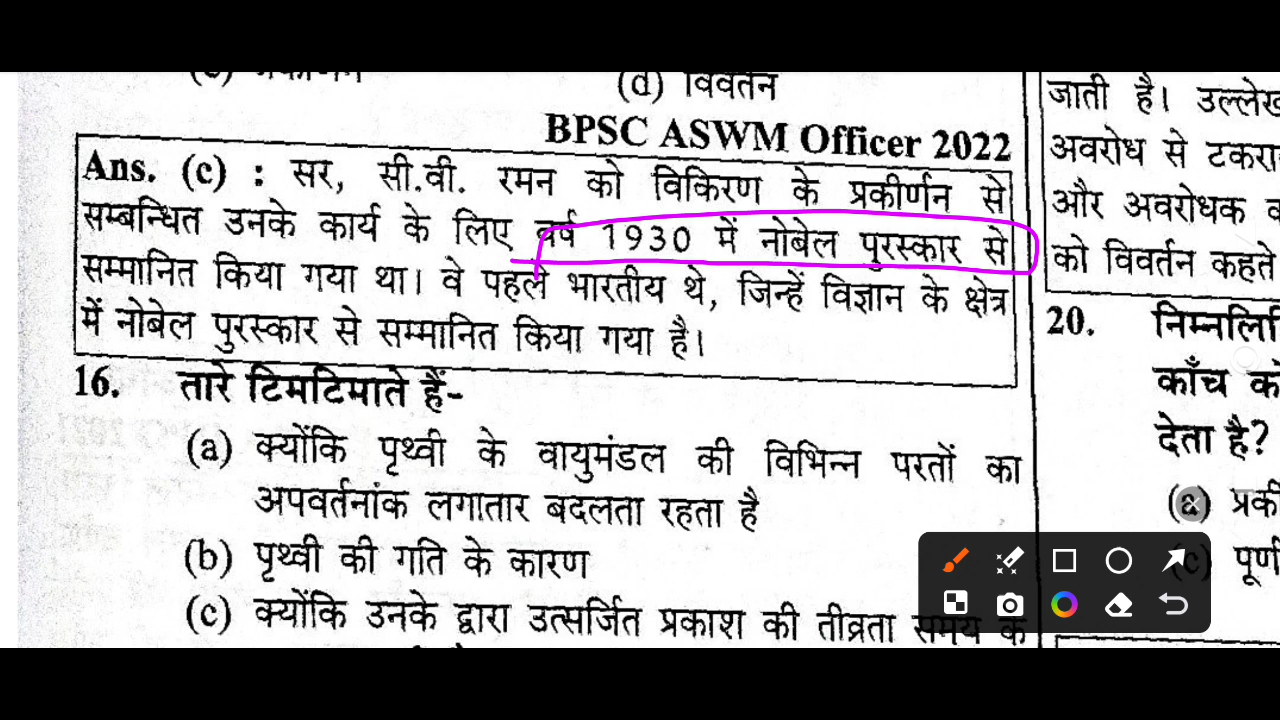 (d) विवर्तन
BPSC ASWM Officer 2022
Ans. (c) : सर, सी.वी. रमन को विकिरण के प्रकीर्णन से
सम्बन्धित उनके कार्य के लिए वर्ष 1930 में नोबेल पुरस्कार से
सम्मानित किया गया था। वे पहले भारतीय थे, जिन्हें विज्ञान के क्षेत्र
में नोबेल पुरस्कार से सम्मानित किया गया है।
16. तारे टिमटिमाते हैं-
(a) क्योंकि पृथ्वी के वायुमंडल की विभिन्न परतों का
अपवर्तनांक लगातार बदलता रहता है
(b) पृथ्वी की गति के कारण
(c) क्योंकि उनके द्वारा उत्सर्जित प्रकाश की तीव्रता समय के
जाती है। उल्लेख
अवरोध से टकरा
और अवरोधक
को विवर्तन कहते
20. निम्नलि
काँच को
देता है?
(a) प्रकी
(c) पूर्ण